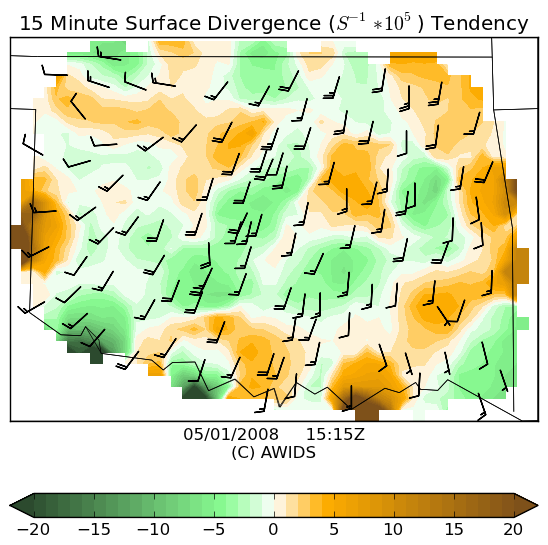 15 Minute Surface Divergence (S⁻¹ *10⁵ ) Tendency
05/01/2008 15:15Z
(C) AWIDS
−20 −15 −10 −5 0 5 10 15 20